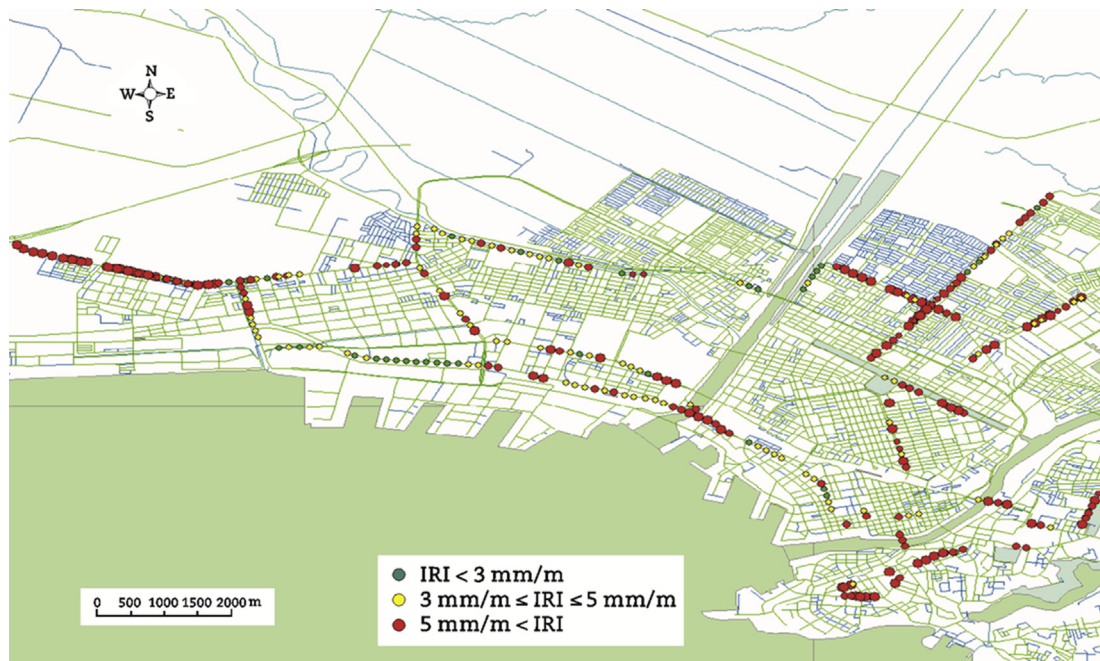 N
W E
S
IRI < 3 mm/m
3 mm/m ≤ IRI ≤ 5 mm/m
5 mm/m < IRI
0 500 1000 1500 2000 m